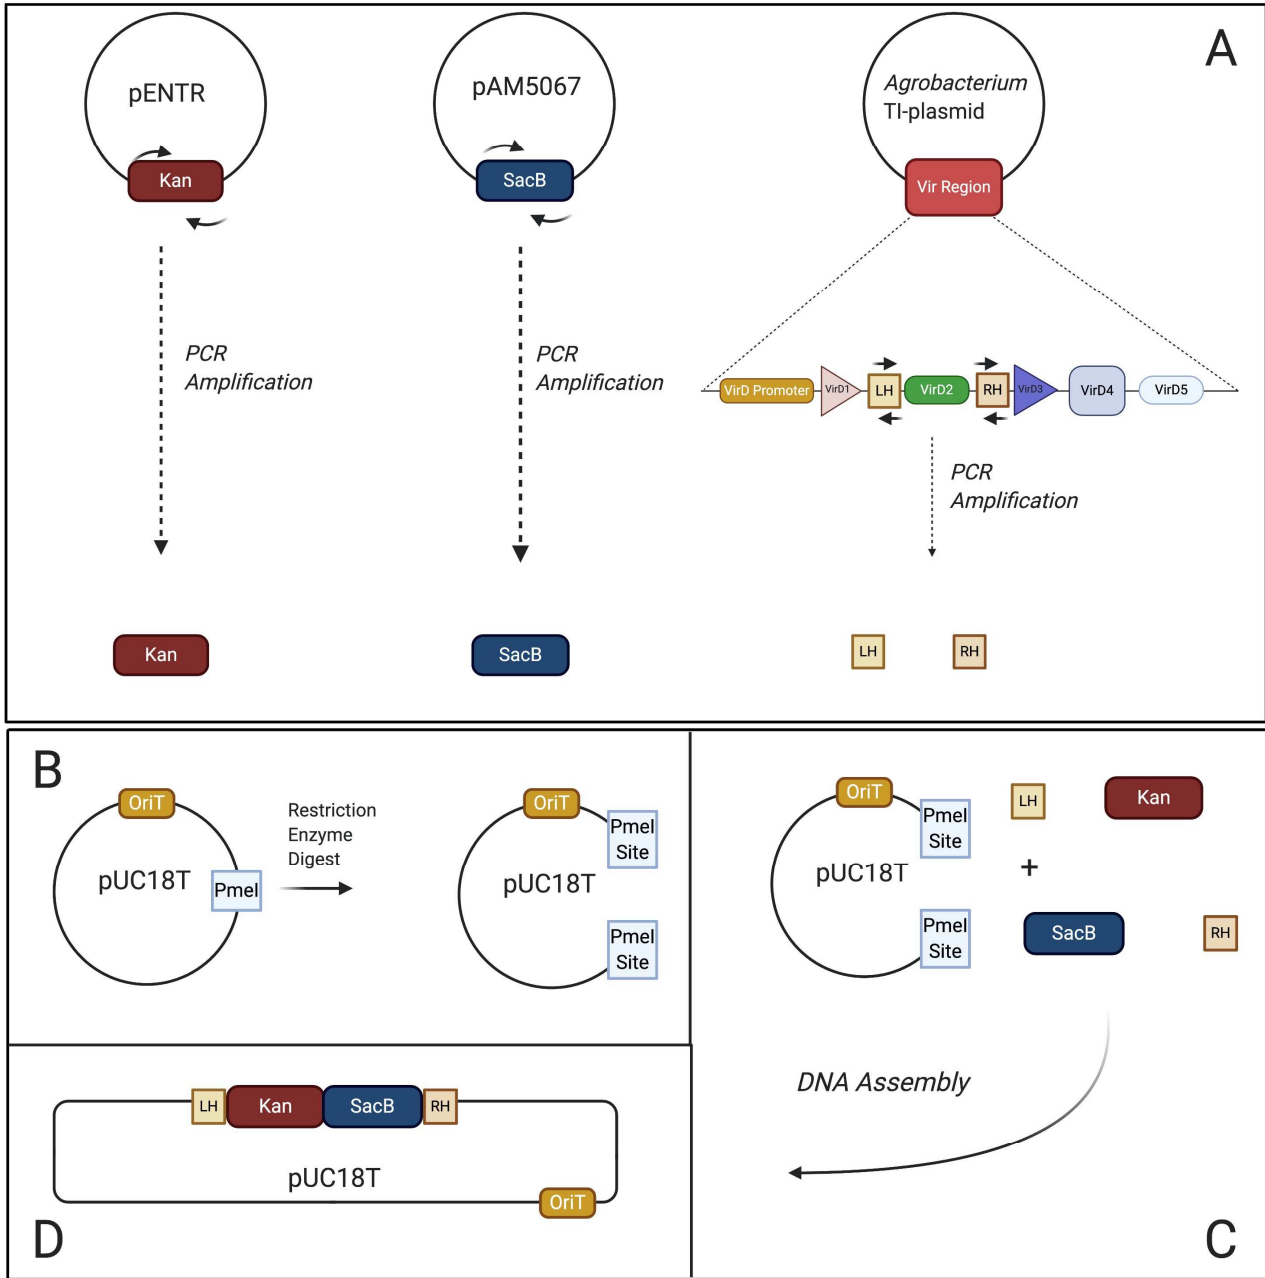 A
pENTR
Kan
pAM5067
SacB
Agrobacterium
TI-plasmid
Vir Region
PCR
Amplification
PCR
Amplification
VirD Promoter
VirD1
LH
VirD2
RH
VirD3
VirD4
VirD5
PCR
Amplification
Kan
SacB
LH
RH
B
OriT
pUC18T
PmeI
Restriction
Enzyme
Digest
OriT
pUC18T
PmeI
Site
PmeI
Site
OriT
pUC18T
PmeI
Site
PmeI
Site
LH
Kan
+
SacB
RH
DNA Assembly
C
LH
Kan
SacB
RH
pUC18T
OriT
D